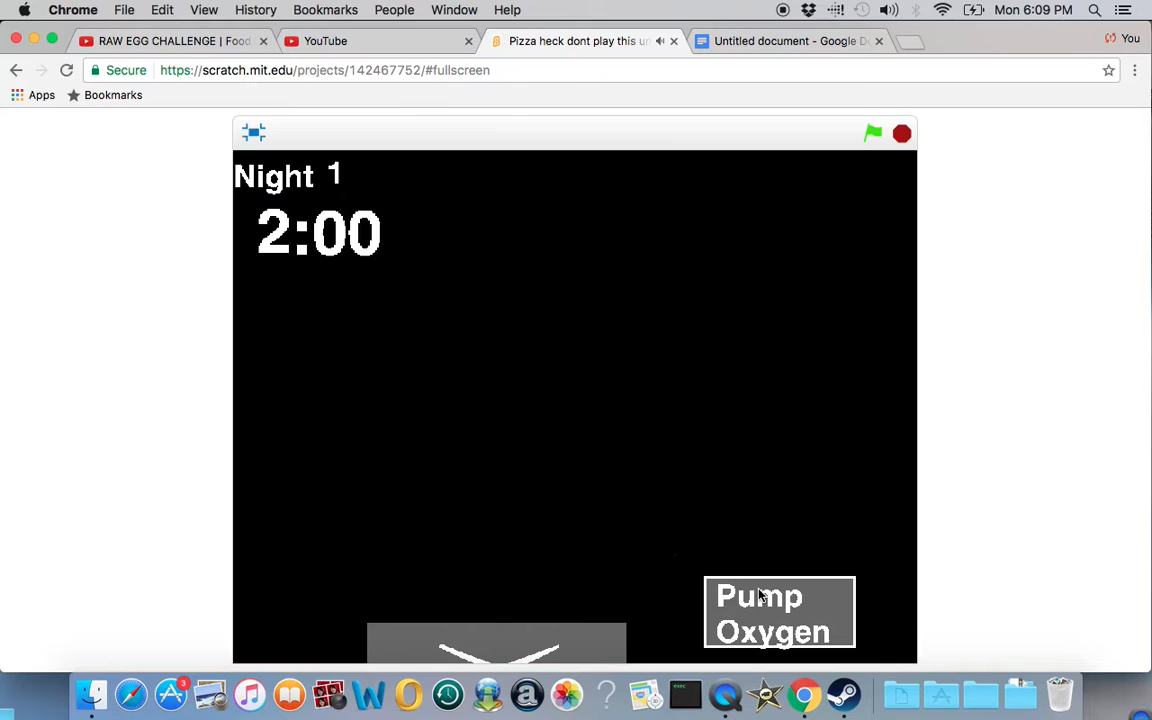 Chrome File Edit View History Bookmarks People Window Help Mon 6:09 PM
RAW EGG CHALLENGE | Food
YouTube
Pizza heck dont play this un
Untitled document - Google D
You
Secure https://scratch.mit.edu/projects/142467752/#fullscreen
Apps Bookmarks
Night 1
2:00
Pump
Oxygen
3